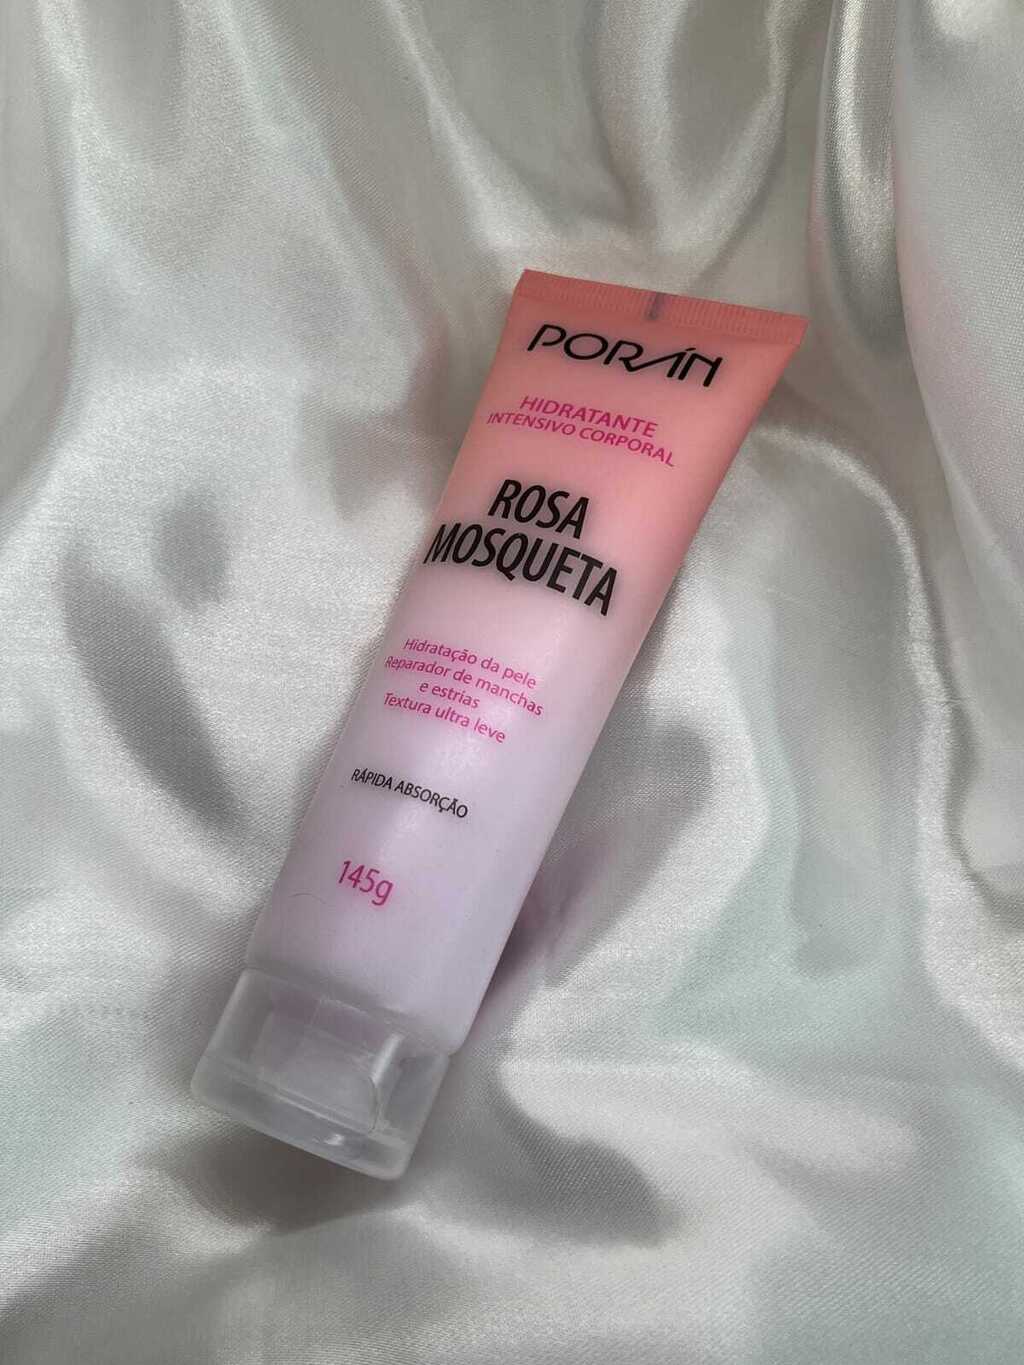 PORÁN
HIDRATANTE
INTENSIVO CORPORAL
ROSA
MOSQUETA
Hidratação da pele
Reparador de manchas
e estrias
Textura ultra leve
RÁPIDA ABSORÇÃO
145g